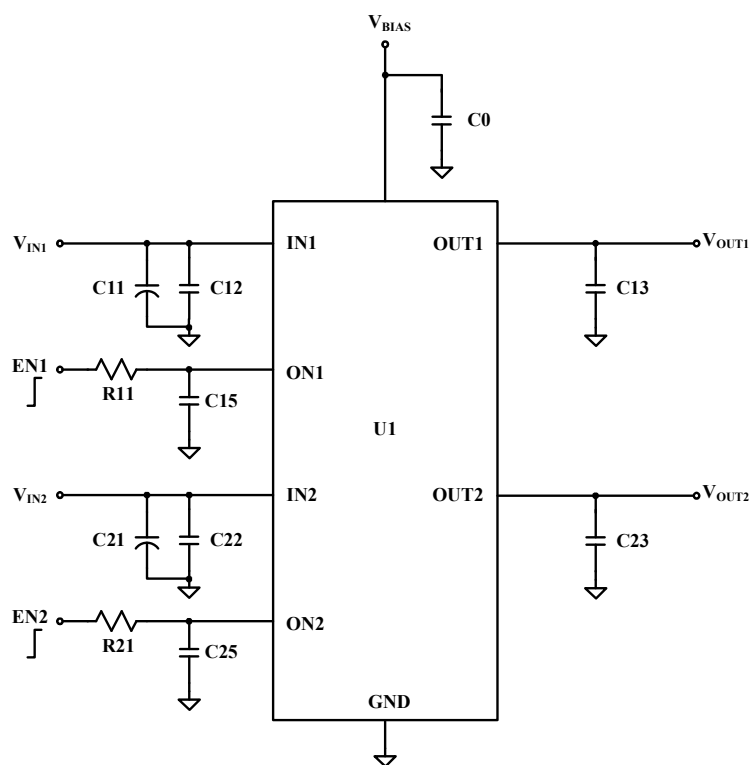 VBIAS
C0
VIN1
IN1
OUT1
VOUT1
C11
C12
C13
EN1
R11
ON1
C15
U1
VIN2
IN2
OUT2
VOUT2
C21
C22
C23
EN2
R21
ON2
C25
GND